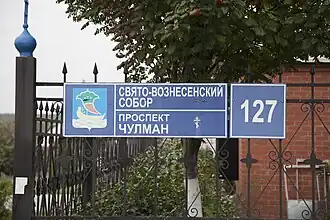 СВЯТО-ВОЗНЕСЕНСКИЙ
СОБОР
ПРОСПЕКТ
ЧУЛМАН
127